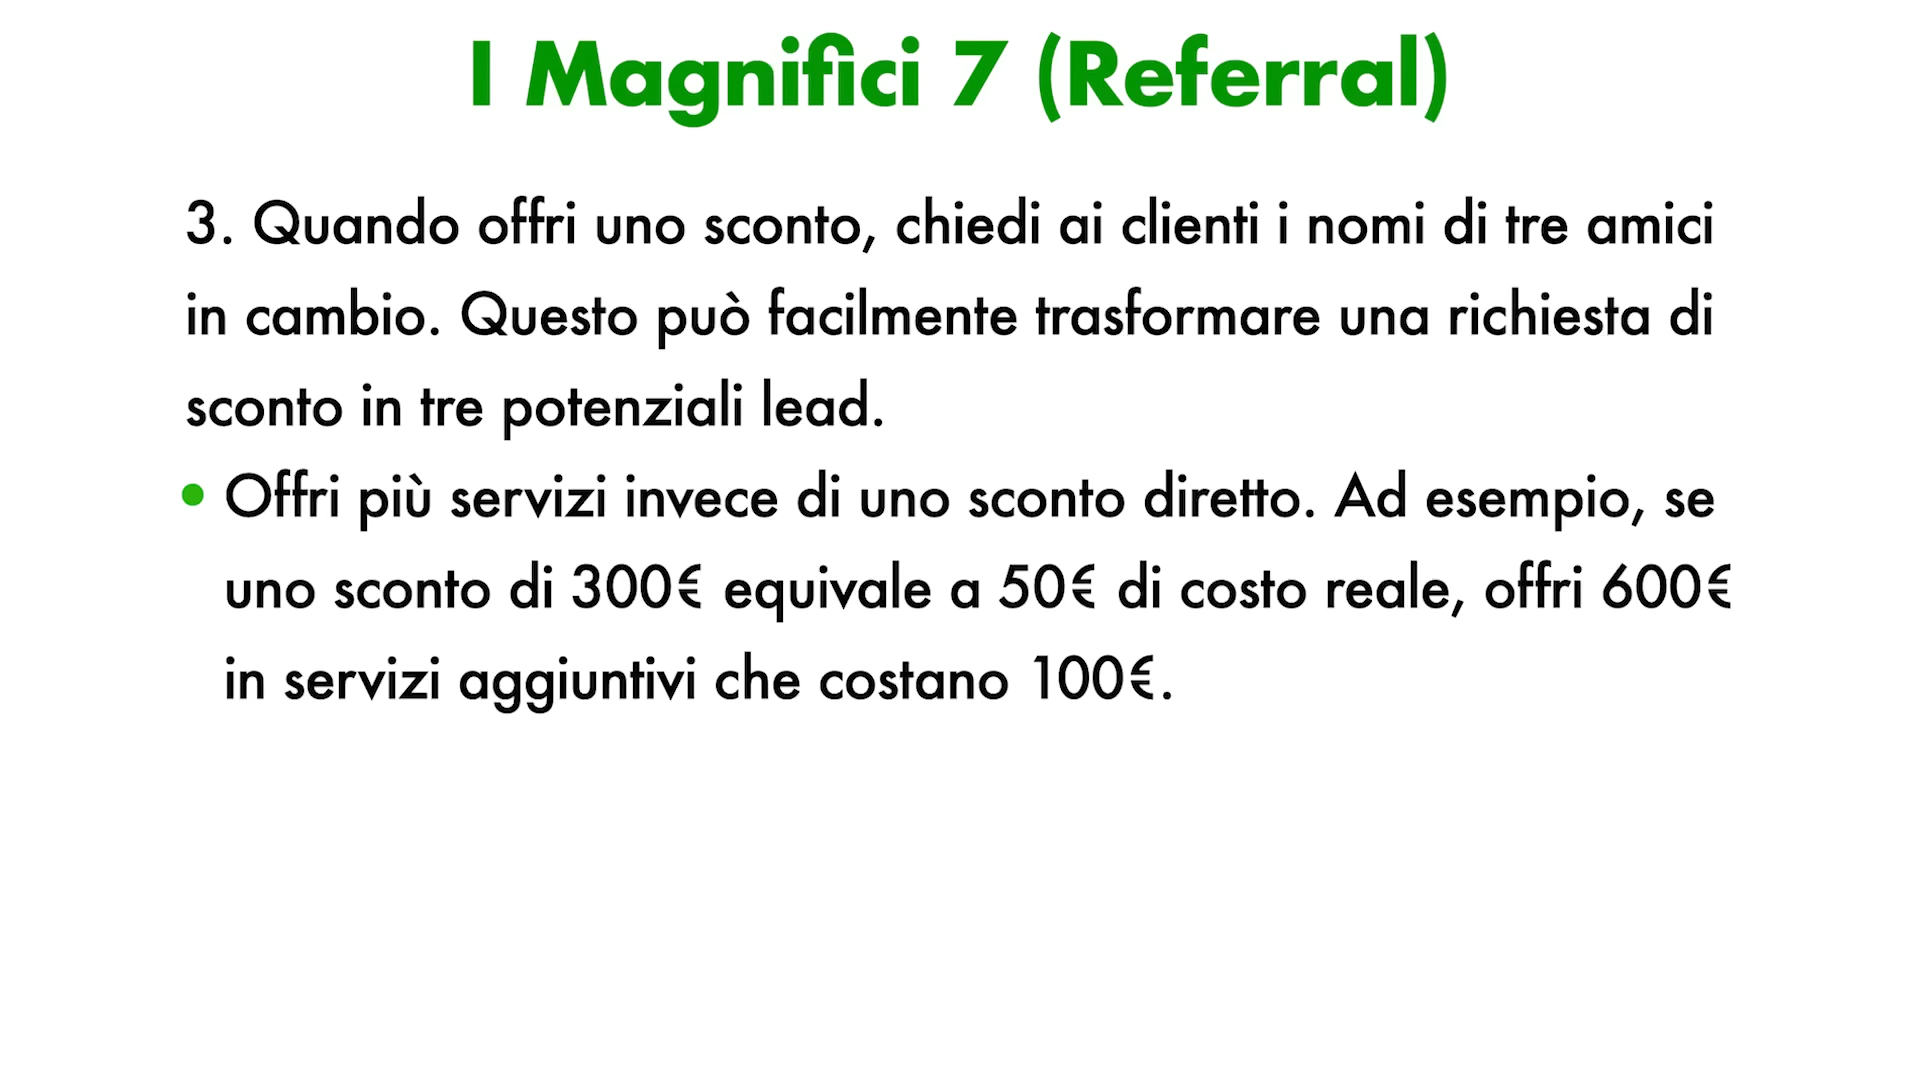 I Magnifici 7 (Referral)
3. Quando offri uno sconto, chiedi ai clienti i nomi di tre amici
in cambio. Questo può facilmente trasformare una richiesta di
sconto in tre potenziali lead.
• Offri più servizi invece di uno sconto diretto. Ad esempio, se
uno sconto di 300€ equivale a 50€ di costo reale, offri 600€
in servizi aggiuntivi che costano 100€.